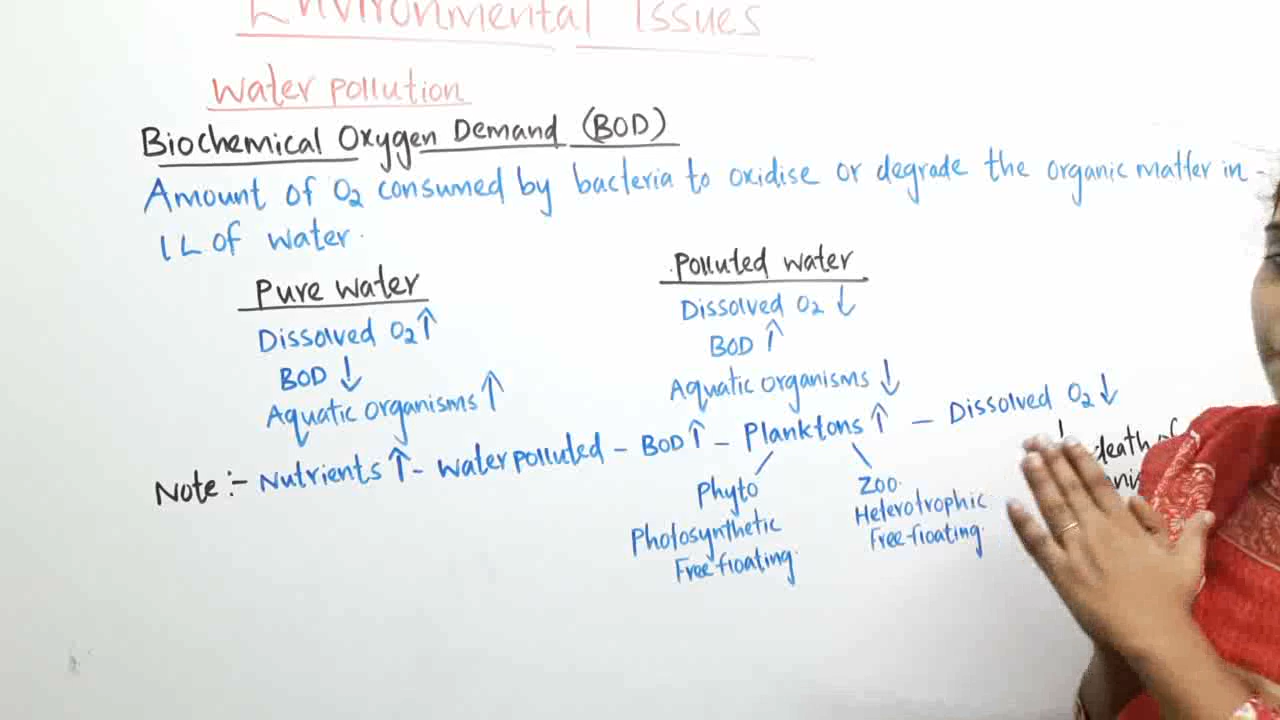 Environmental Issues
Water pollution
Biochemical Oxygen Demand (BOD)
Amount of O2 consumed by bacteria to oxidise or degrade the organic matter in -
1 L of water.
Pure water
Dissolved O2 ↑
BOD ↓
Aquatic organisms ↑
Polluted water
Dissolved O2 ↓
BOD ↑
Aquatic organisms ↓
Note :- Nutrients ↑ - Water polluted - BOD ↑ - Planktons ↑ - Dissolved O2 ↓
death of
Phyto
Photosynthetic
Free floating.
Zoo.
Heterotrophic
Free-floating.